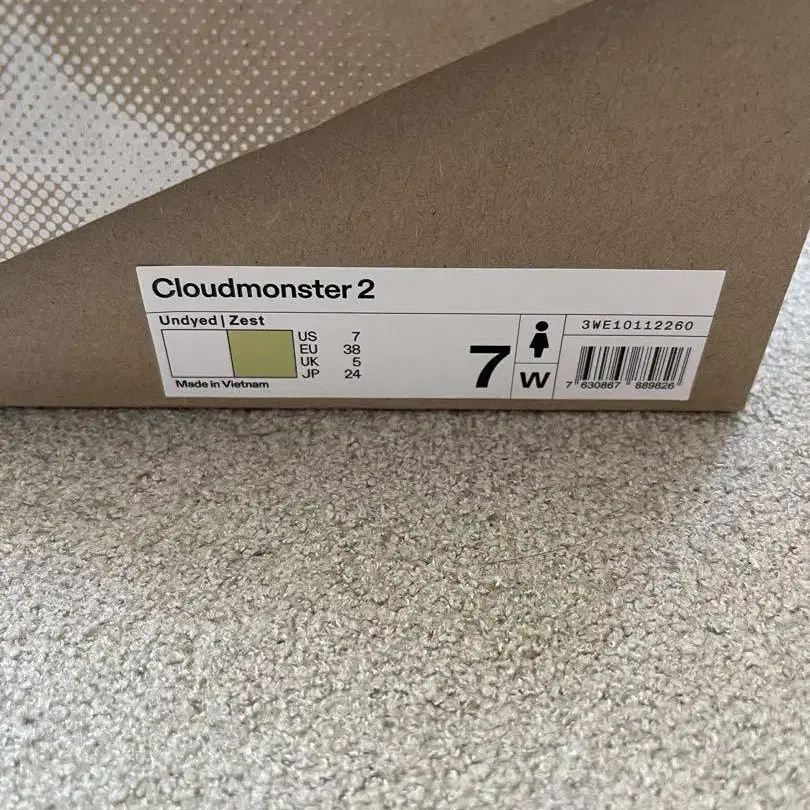 Cloudmonster 2
Undyed | Zest
US 7
EU 38
UK 5
JP 24
Made in Vietnam
7
W
3WE10112260
7 630867 889826